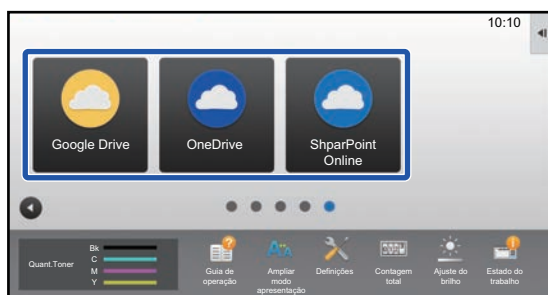 10:10
Google Drive
OneDrive
ShparPoint
Online
Quant.Toner
Bk
C
M
Y
Guia de
operação
Ampliar
modo
apresentação
Definições
Contagem
total
Ajuste do
brilho
Estado do
trabalho